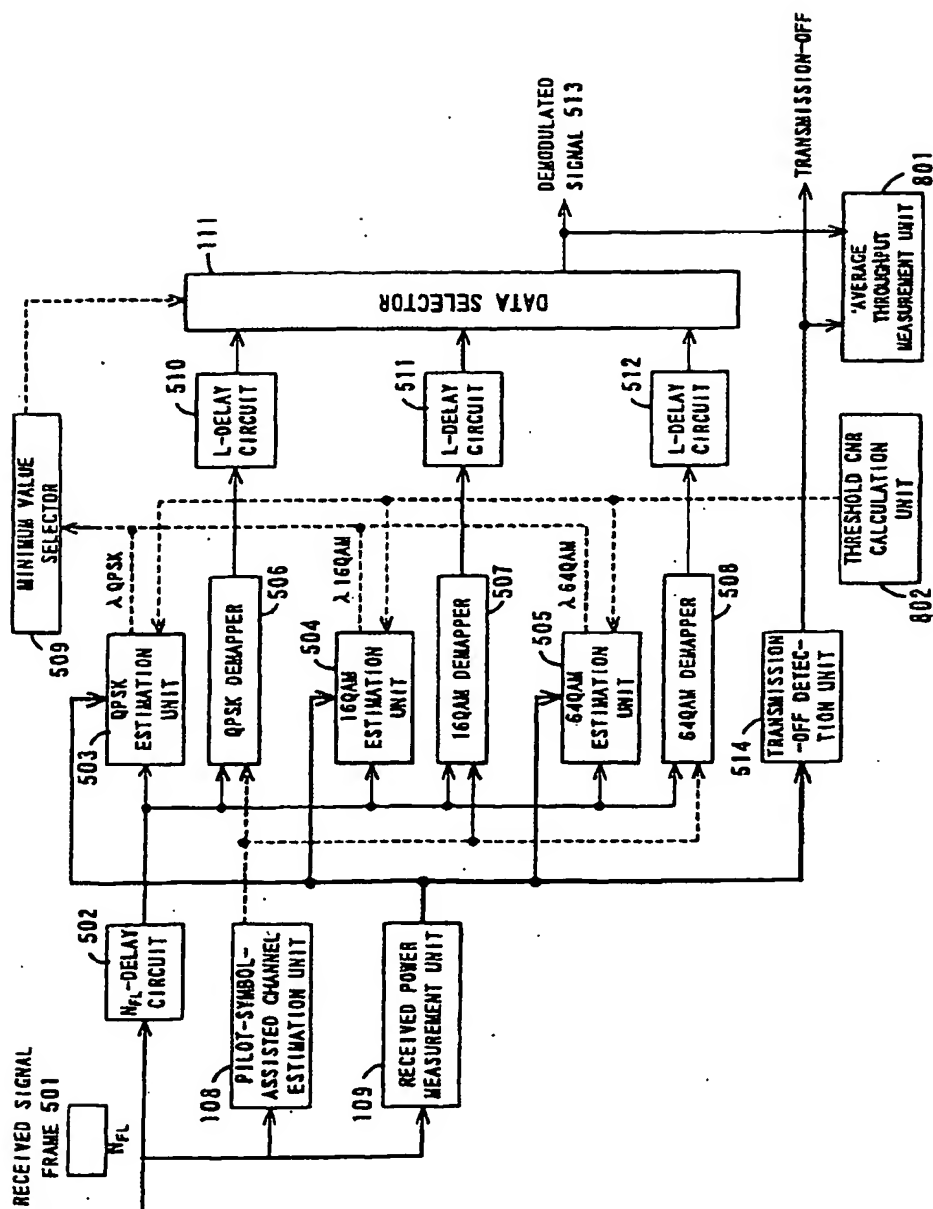 RECEIVED SIGNAL
FRAME 501
NFL
502
NFL-DELAY
CIRCUIT
108
PILOT-SYMBOL-
ASSISTED CHANNEL
ESTIMATION UNIT
109
RECEIVED POWER
MEASUREMENT UNIT
509
MINIMUM VALUE
SELECTOR
503
QPSK
ESTIMATION
UNIT
λ QPSK
506
QPSK DEMAPPER
504
16QAM
ESTIMATION
UNIT
λ 16QAM
507
16QAM DEMAPPER
505
64QAM
ESTIMATION
UNIT
λ 64QAM
508
64QAM DEMAPPER
514
TRANSMISSION
-OFF DETEC-
TION UNIT
510
L-DELAY
CIRCUIT
511
L-DELAY
CIRCUIT
512
L-DELAY
CIRCUIT
111
DATA SELECTOR
802
THRESHOLD CNR
CALCULATION
UNIT
DEMODULATED
SIGNAL 513
TRANSMISSION-OFF
801
AVERAGE
THROUGHPUT
MEASUREMENT UNIT